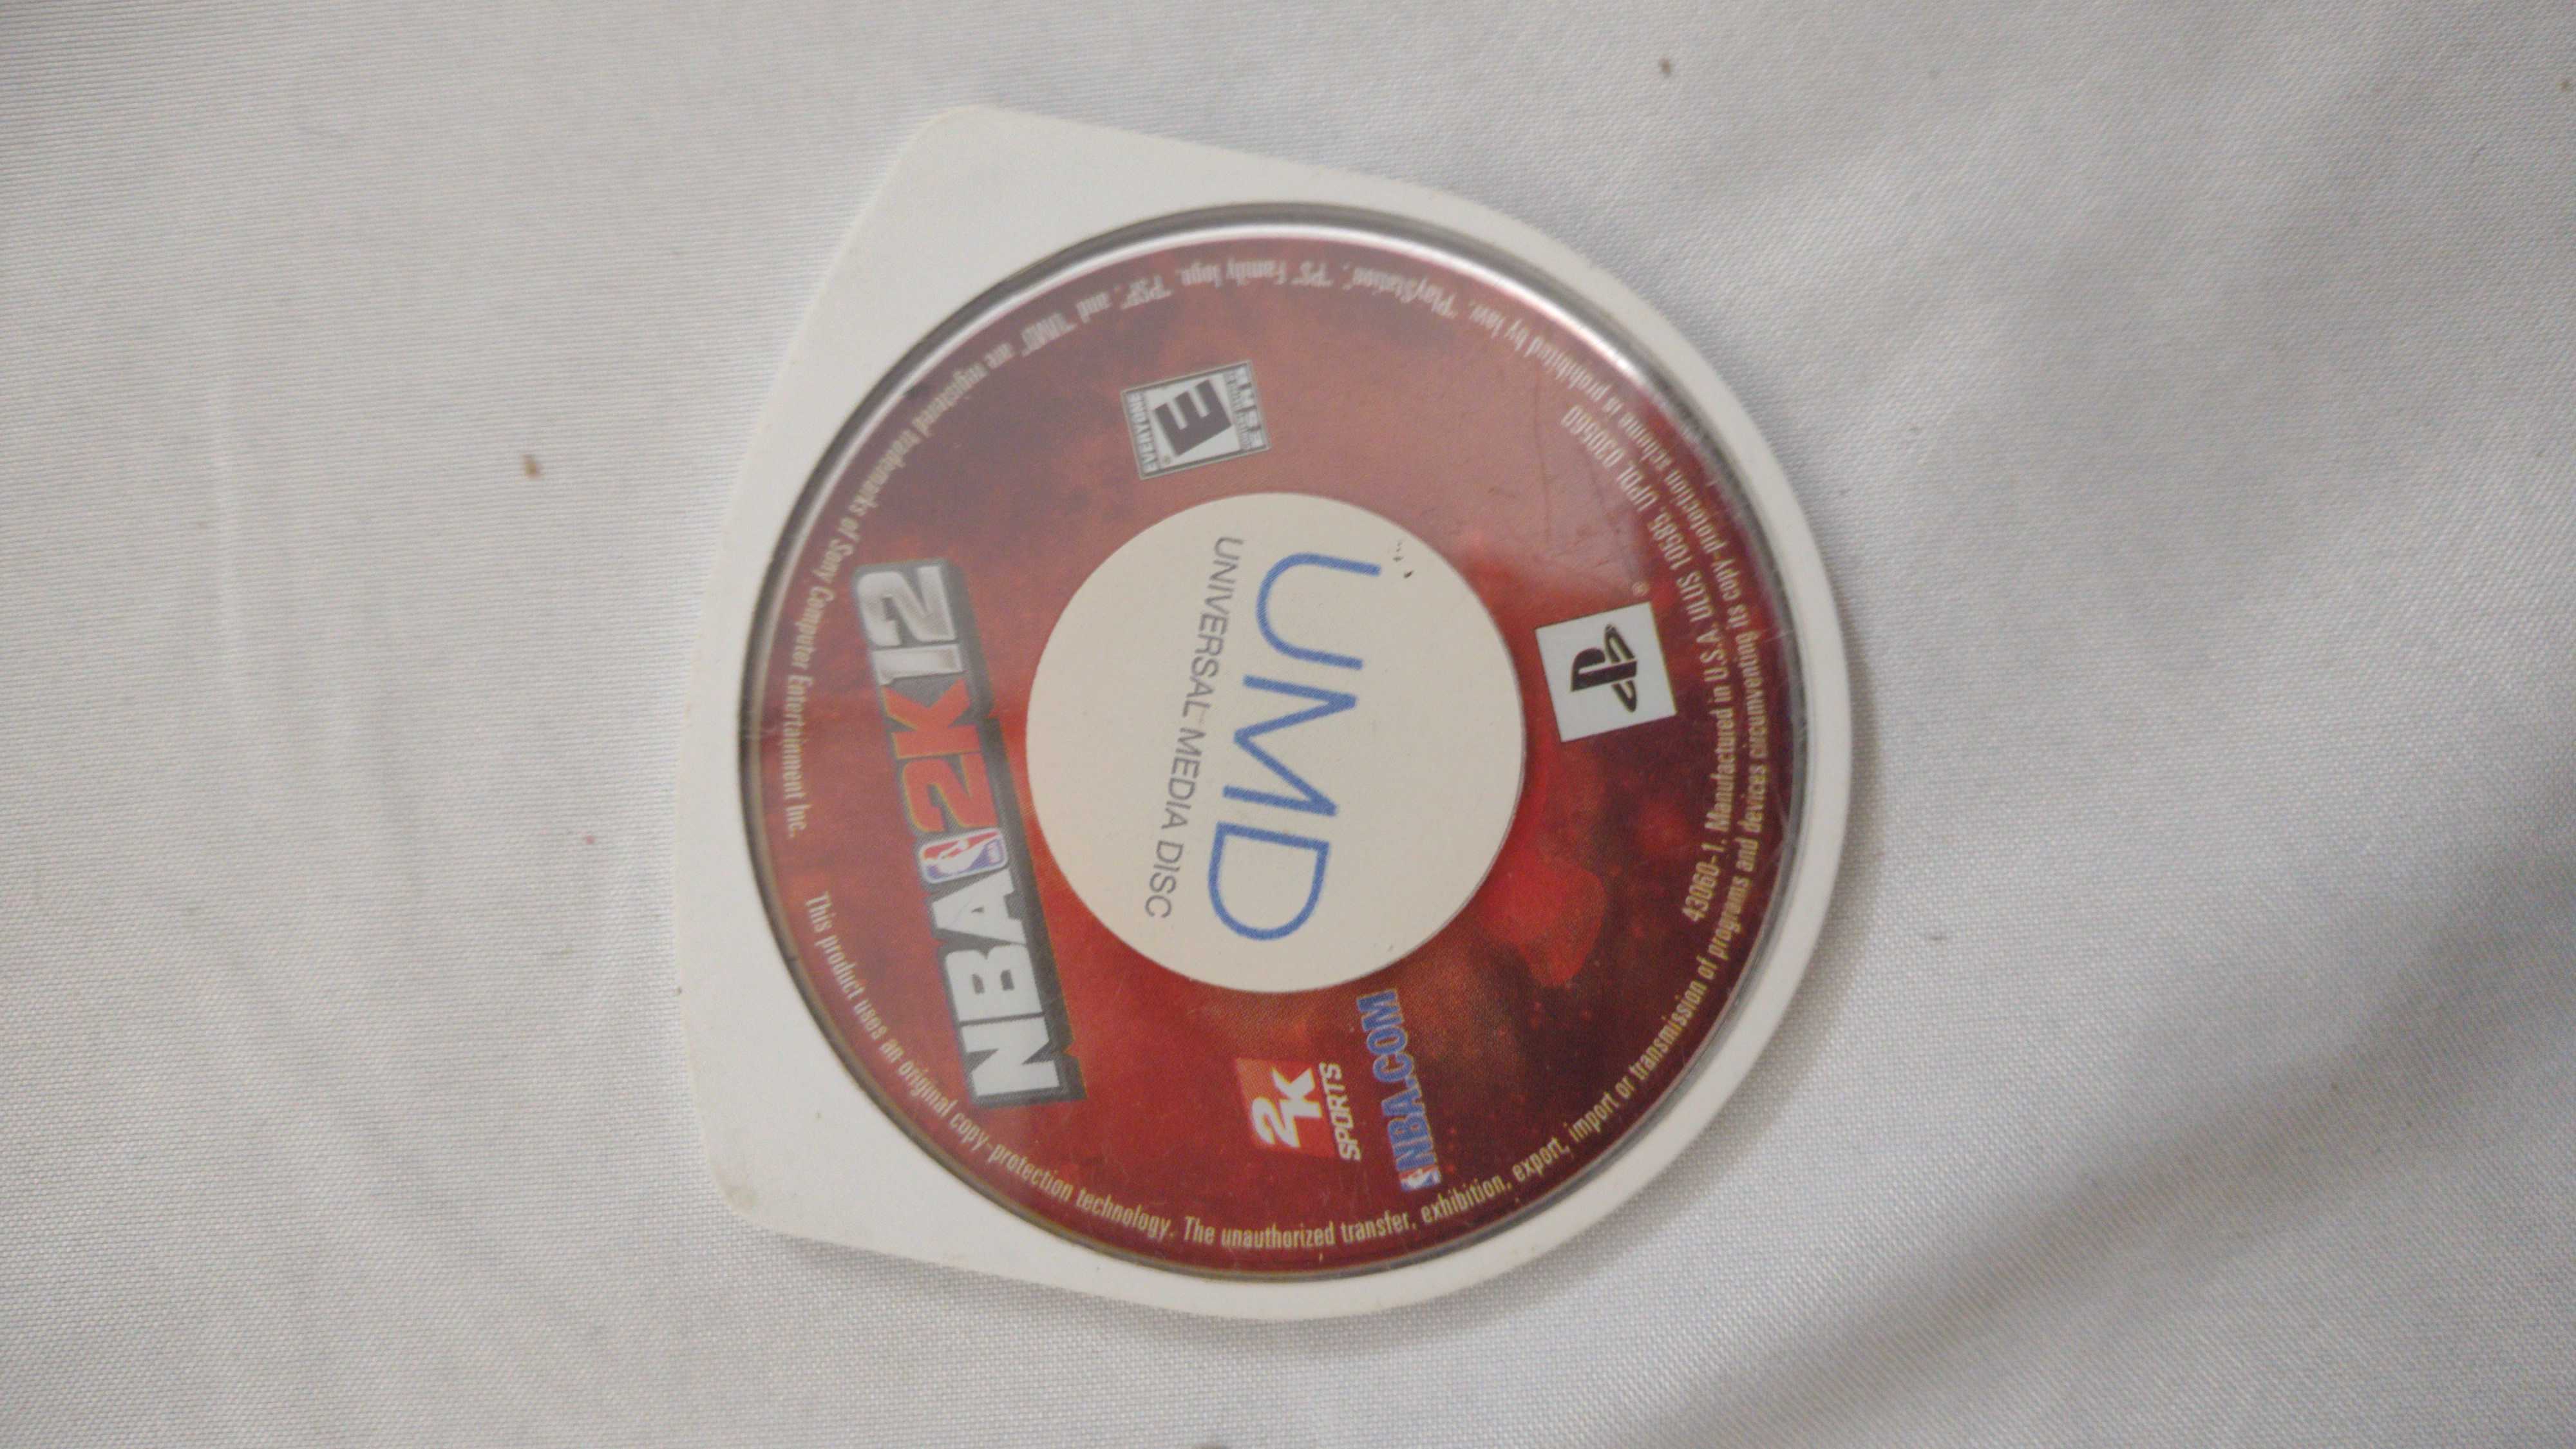 NBA 2K12
EVERYONE
E
UMD
UNIVERSAL MEDIA DISC
2K
SPORTS
NBA.COM
43060-1. Manufactured in U.S.A. ULUS 10585.
This product uses an original copy-protection technology. The unauthorized transfer, exhibition, export, import or transmission of programs and devices circumventing its copy-protection scheme is prohibited by law. "PlayStation", "PS" Family logo, "PSP", and "UMD" are registered trademarks of Sony Computer Entertainment Inc.